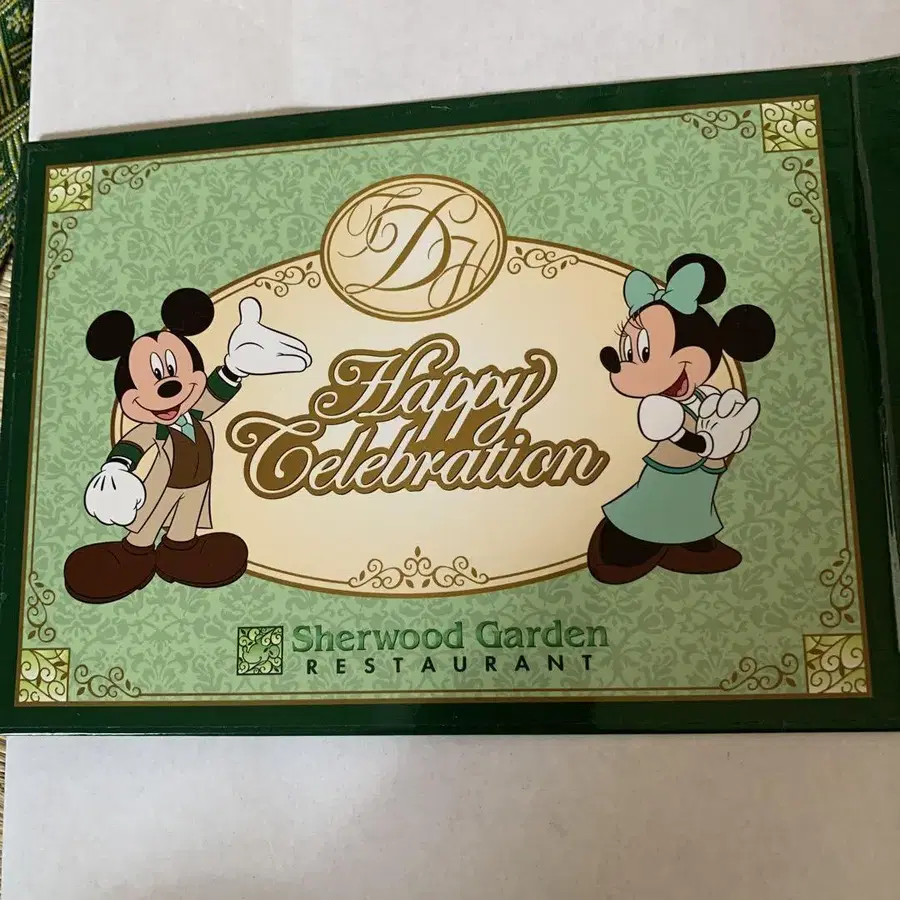 TDH
Happy
Celebration
Sherwood Garden
RESTAURANT